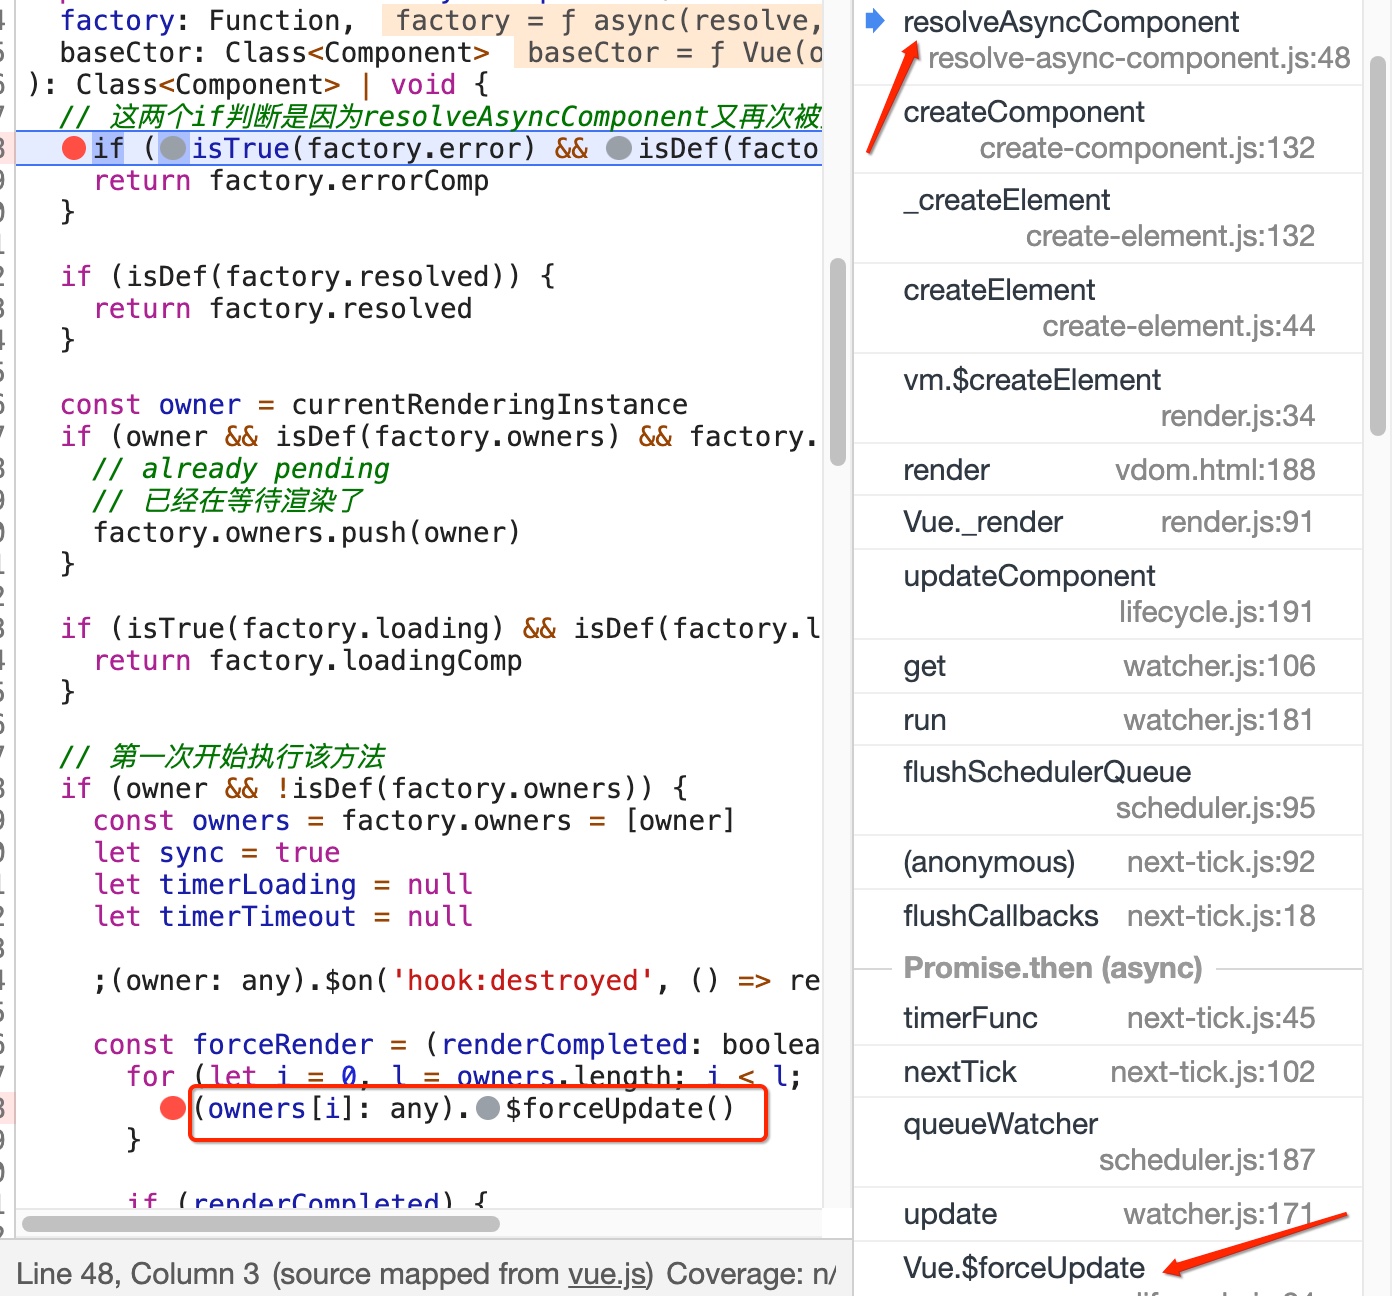 factory: Function, factory = ƒ async(resolve,
baseCtor: Class<Component> baseCtor = ƒ Vue(o
): Class<Component> | void {
// 这两个if判断是因为resolveAsyncComponent又再次被
if (isTrue(factory.error) && isDef(facto
return factory.errorComp
}
if (isDef(factory.resolved)) {
return factory.resolved
}
const owner = currentRenderingInstance
if (owner && isDef(factory.owners) && factory.
// already pending
// 已经在等待渲染了
factory.owners.push(owner)
}
if (isTrue(factory.loading) && isDef(factory.l
return factory.loadingComp
}
// 第一次开始执行该方法
if (owner && !isDef(factory.owners)) {
const owners = factory.owners = [owner]
let sync = true
let timerLoading = null
let timerTimeout = null
;(owner: any).$on('hook:destroyed', () => re
const forceRender = (renderCompleted: boolea
for (let i = 0, l = owners.length; i < l;
(owners[i]: any).$forceUpdate()
}
if (renderCompleted) {
Line 48, Column 3 (source mapped from vue.js) Coverage: n/
resolveAsyncComponent
resolve-async-component.js:48
createComponent
create-component.js:132
_createElement
create-element.js:132
createElement
create-element.js:44
vm.$createElement
render.js:34
render vdom.html:188
Vue._render render.js:91
updateComponent
lifecycle.js:191
get watcher.js:106
run watcher.js:181
flushSchedulerQueue
scheduler.js:95
(anonymous) next-tick.js:92
flushCallbacks next-tick.js:18
Promise.then (async)
timerFunc next-tick.js:45
nextTick next-tick.js:102
queueWatcher
scheduler.js:187
update watcher.js:171
Vue.$forceUpdate